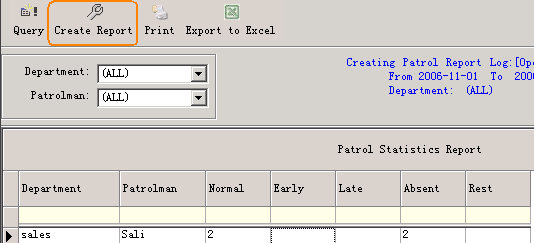 Query Create Report Print Export to Excel
Department: (ALL)
Patrolman: (ALL)
Creating Patrol Report Log:[Ope
From 2006-11-01 To 200
Department: (ALL)
Patrol Statistics Report
Department Patrolman Normal Early Late Absent Rest
sales Sali 2 2